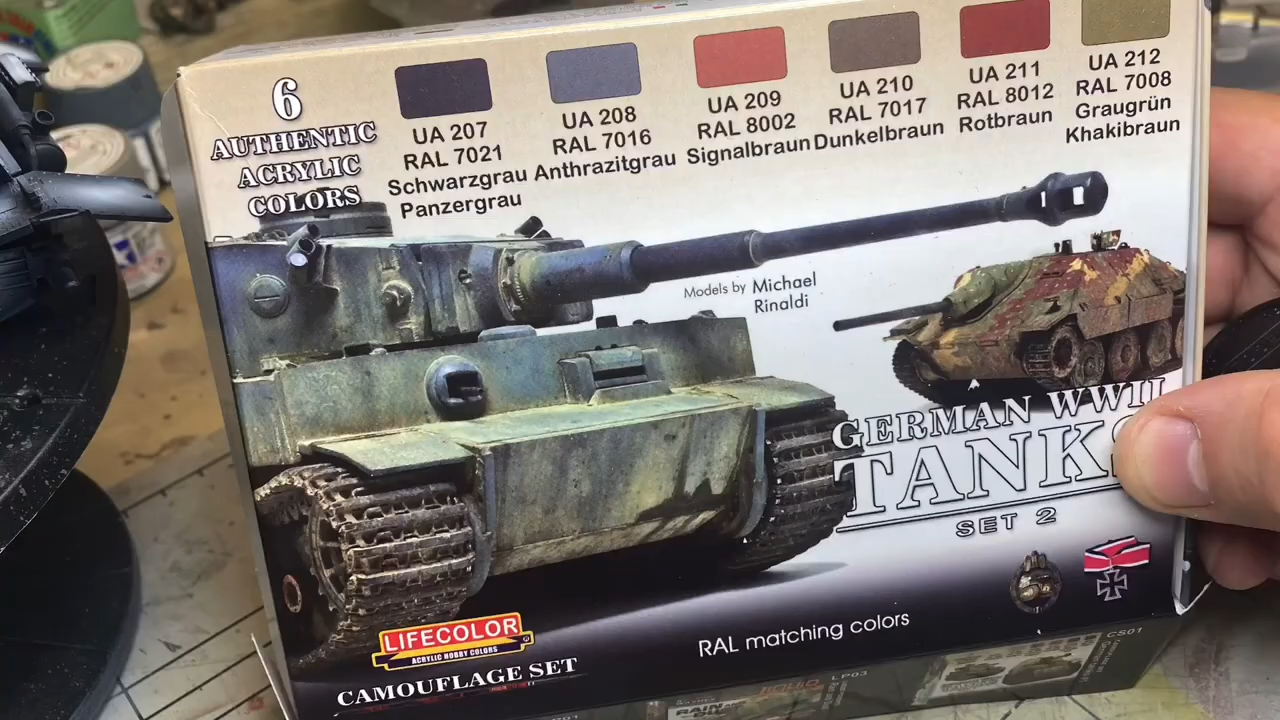 6
AUTHENTIC
ACRYLIC
COLORS
UA 207
RAL 7021
Schwarzgrau
Panzergrau
UA 208
RAL 7016
Anthrazitgrau
UA 209
RAL 8002
Signalbraun
UA 210
RAL 7017
Dunkelbraun
UA 211
RAL 8012
Rotbraun
UA 212
RAL 7008
Graugrün
Khakibraun
Models by Michael
Rinaldi
GERMAN WWII
TANKS
SET 2
LIFECOLOR
ACRYLIC HOBBY COLORS
CAMOUFLAGE SET
RAL matching colors
CS01
LP03